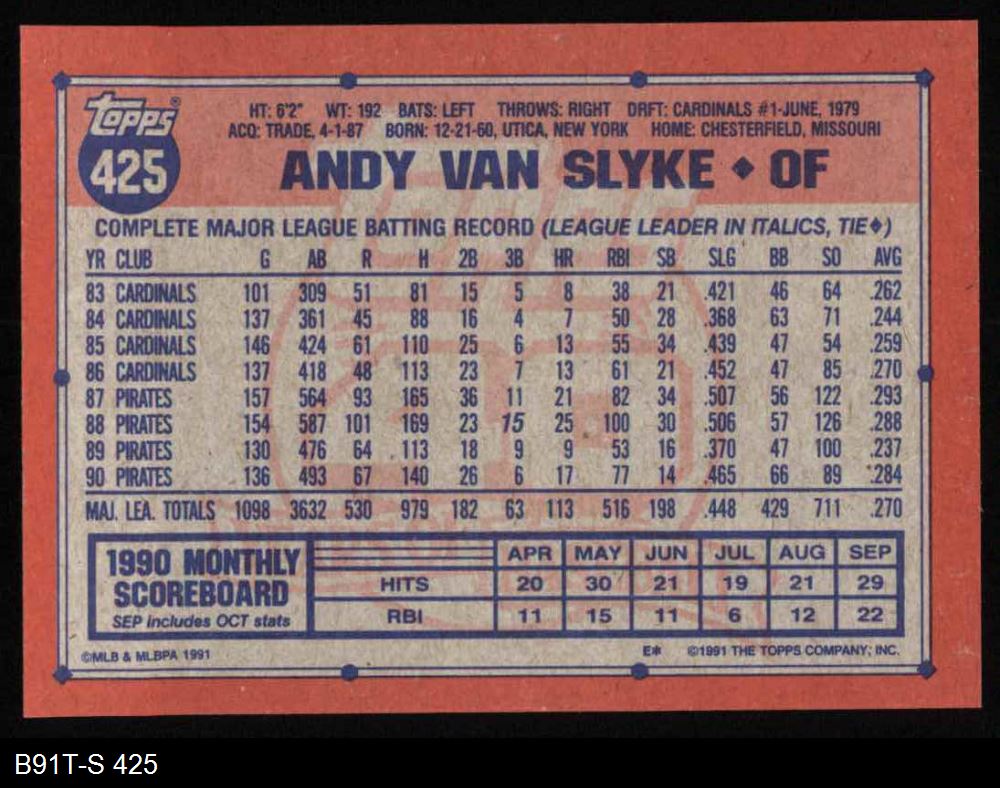 Topps®
425
HT: 6'2" WT: 192 BATS: LEFT THROWS: RIGHT DRFT: CARDINALS #1-JUNE, 1979
ACQ: TRADE, 4-1-87 BORN: 12-21-60, UTICA, NEW YORK HOME: CHESTERFIELD, MISSOURI
ANDY VAN SLYKE ♦ OF
COMPLETE MAJOR LEAGUE BATTING RECORD (LEAGUE LEADER IN ITALICS, TIE♦)
YR CLUB G AB R H 2B 3B HR RBI SB SLG BB SO AVG
83 CARDINALS 101 309 51 81 15 5 8 38 21 .421 46 64 .262
84 CARDINALS 137 361 45 88 16 4 7 50 28 .368 63 71 .244
85 CARDINALS 146 424 61 110 25 6 13 55 34 .439 47 54 .259
86 CARDINALS 137 418 48 113 23 7 13 61 21 .452 47 85 .270
87 PIRATES 157 564 93 165 36 11 21 82 34 .507 56 122 .293
88 PIRATES 154 587 101 169 23 15 25 100 30 .506 57 126 .288
89 PIRATES 130 476 64 113 18 9 9 53 16 .370 47 100 .237
90 PIRATES 136 493 67 140 26 6 17 77 14 .465 66 89 .284
MAJ. LEA. TOTALS 1098 3632 530 979 182 63 113 516 198 .448 429 711 .270
1990 MONTHLY
SCOREBOARD
SEP includes OCT stats
APR MAY JUN JUL AUG SEP
HITS 20 30 21 19 21 29
RBI 11 15 11 6 12 22
©MLB & MLBPA 1991 E* ©1991 THE TOPPS COMPANY, INC.
B91T-S 425